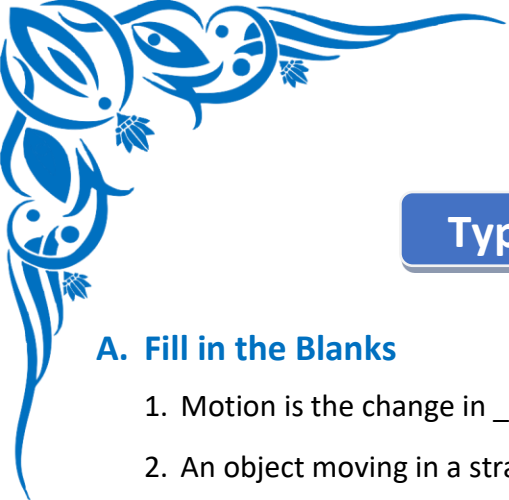 Typ
A. Fill in the Blanks
1. Motion is the change in _
2. An object moving in a stra